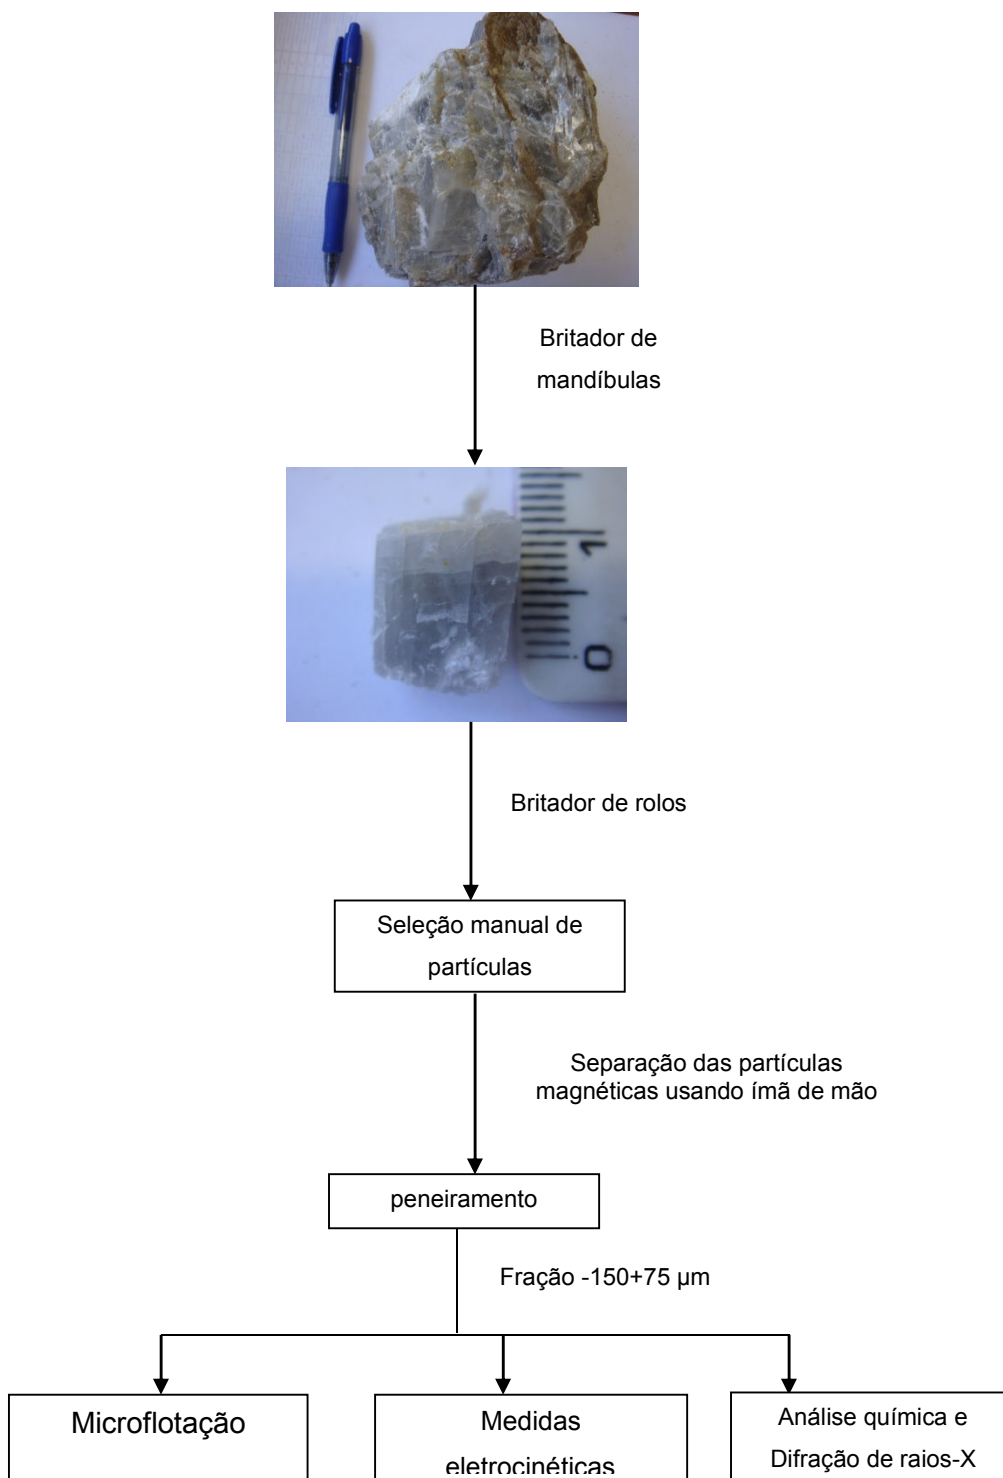 Britador de
mandíbulas
1
0
Britador de rolos
Seleção manual de
partículas
Separação das partículas
magnéticas usando ímã de mão
peneiramento
Fração -150+75 µm
Microflotação
Medidas
eletrocinéticas
Análise química e
Difração de raios-X